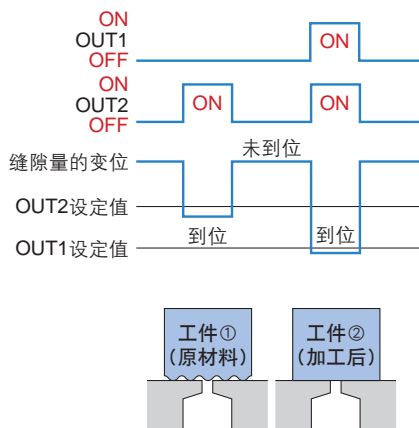 ON
OUT1
OFF
ON
ON
OUT2
OFF
ON
ON
缝隙量的变位
未到位
OUT2设定值
到位
OUT1设定值
到位
工件①
(原材料)
工件②
(加工后)